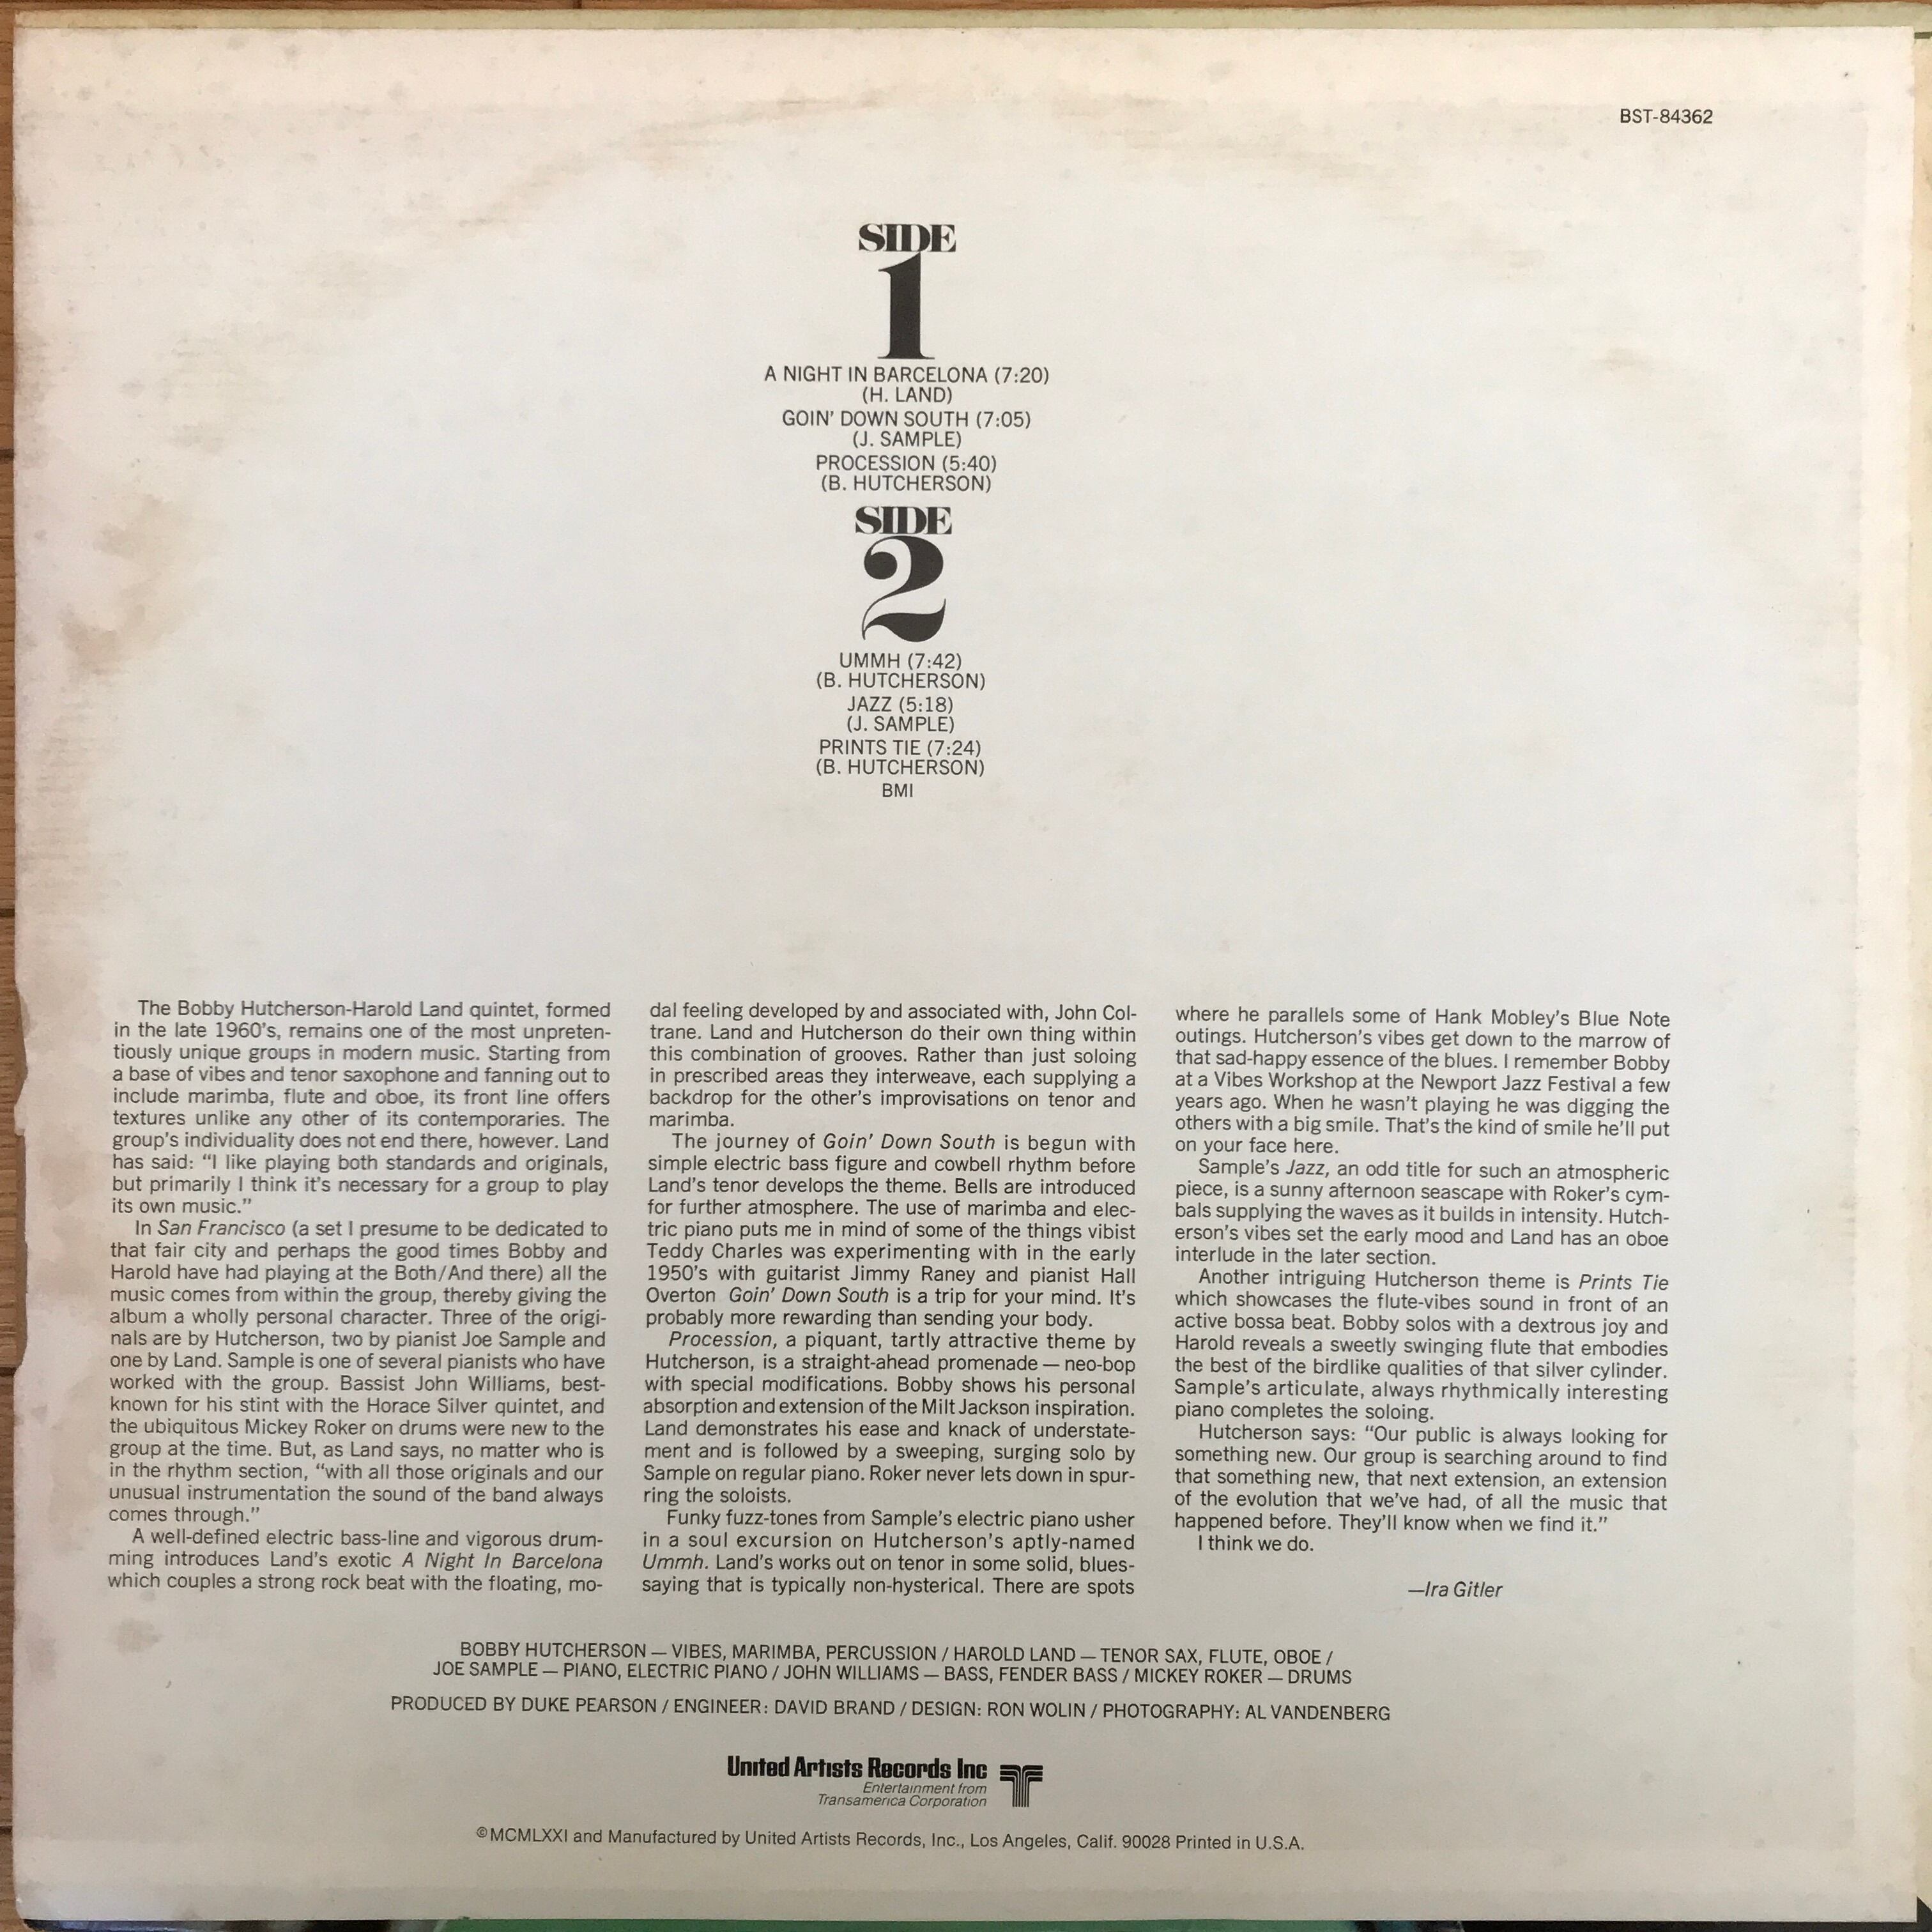 BST-84362
SIDE
1
A NIGHT IN BARCELONA (7:20)
(H. LAND)
GOIN' DOWN SOUTH (7:05)
(J. SAMPLE)
PROCESSION (5:40)
(B. HUTCHERSON)
SIDE
2
UMMH (7:42)
(B. HUTCHERSON)
JAZZ (5:18)
(J. SAMPLE)
PRINTS TIE (7:24)
(B. HUTCHERSON)
BMI
The Bobby Hutcherson-Harold Land quintet, formed
in the late 1960's, remains one of the most unpreten-
tiously unique groups in modern music. Starting from
a base of vibes and tenor saxophone and fanning out to
include marimba, flute and oboe, its front line offers
textures unlike any other of its contemporaries. The
group's individuality does not end there, however. Land
has said: "I like playing both standards and originals,
but primarily I think it's necessary for a group to play
its own music."
In San Francisco (a set I presume to be dedicated to
that fair city and perhaps the good times Bobby and
Harold have had playing at the Both/And there) all the
music comes from within the group, thereby giving the
album a wholly personal character. Three of the origi-
nals are by Hutcherson, two by pianist Joe Sample and
one by Land. Sample is one of several pianists who have
worked with the group. Bassist John Williams, best-
known for his stint with the Horace Silver quintet, and
the ubiquitous Mickey Roker on drums were new to the
group at the time. But, as Land says, no matter who is
in the rhythm section, "with all those originals and our
unusual instrumentation the sound of the band always
comes through."
A well-defined electric bass-line and vigorous drum-
ming introduces Land's exotic A Night In Barcelona
which couples a strong rock beat with the floating, mo-
dal feeling developed by and associated with, John Col-
trane. Land and Hutcherson do their own thing within
this combination of grooves. Rather than just soloing
in prescribed areas they interweave, each supplying a
backdrop for the other's improvisations on tenor and
marimba.
The journey of Goin' Down South is begun with
simple electric bass figure and cowbell rhythm before
Land's tenor develops the theme. Bells are introduced
for further atmosphere. The use of marimba and elec-
tric piano puts me in mind of some of the things vibist
Teddy Charles was experimenting with in the early
1950's with guitarist Jimmy Raney and pianist Hall
Overton Goin' Down South is a trip for your mind. It's
probably more rewarding than sending your body.
Procession, a piquant, tartly attractive theme by
Hutcherson, is a straight-ahead promenade — neo-bop
with special modifications. Bobby shows his personal
absorption and extension of the Milt Jackson inspiration.
Land demonstrates his ease and knack of understate-
ment and is followed by a sweeping, surging solo by
Sample on regular piano. Roker never lets down in spur-
ring the soloists.
Funky fuzz-tones from Sample's electric piano usher
in a soul excursion on Hutcherson's aptly-named
Ummh. Land's works out on tenor in some solid, blues-
saying that is typically non-hysterical. There are spots
where he parallels some of Hank Mobley's Blue Note
outings. Hutcherson's vibes get down to the marrow of
that sad-happy essence of the blues. I remember Bobby
at a Vibes Workshop at the Newport Jazz Festival a few
years ago. When he wasn't playing he was digging the
others with a big smile. That's the kind of smile he'll put
on your face here.
Sample's Jazz, an odd title for such an atmospheric
piece, is a sunny afternoon seascape with Roker's cym-
bals supplying the waves as it builds in intensity. Hutch-
erson's vibes set the early mood and Land has an oboe
interlude in the later section.
Another intriguing Hutcherson theme is Prints Tie
which showcases the flute-vibes sound in front of an
active bossa beat. Bobby solos with a dextrous joy and
Harold reveals a sweetly swinging flute that embodies
the best of the birdlike qualities of that silver cylinder.
Sample's articulate, always rhythmically interesting
piano completes the soloing.
Hutcherson says: "Our public is always looking for
something new. Our group is searching around to find
that something new, that next extension, an extension
of the evolution that we've had, of all the music that
happened before. They'll know when we find it."
I think we do.
—Ira Gitler
BOBBY HUTCHERSON — VIBES, MARIMBA, PERCUSSION / HAROLD LAND — TENOR SAX, FLUTE, OBOE /
JOE SAMPLE — PIANO, ELECTRIC PIANO / JOHN WILLIAMS — BASS, FENDER BASS / MICKEY ROKER — DRUMS
PRODUCED BY DUKE PEARSON / ENGINEER: DAVID BRAND / DESIGN: RON WOLIN / PHOTOGRAPHY: AL VANDENBERG
United Artists Records Inc
Entertainment from
Transamerica Corporation
©MCMLXXI and Manufactured by United Artists Records, Inc., Los Angeles, Calif. 90028 Printed in U.S.A.